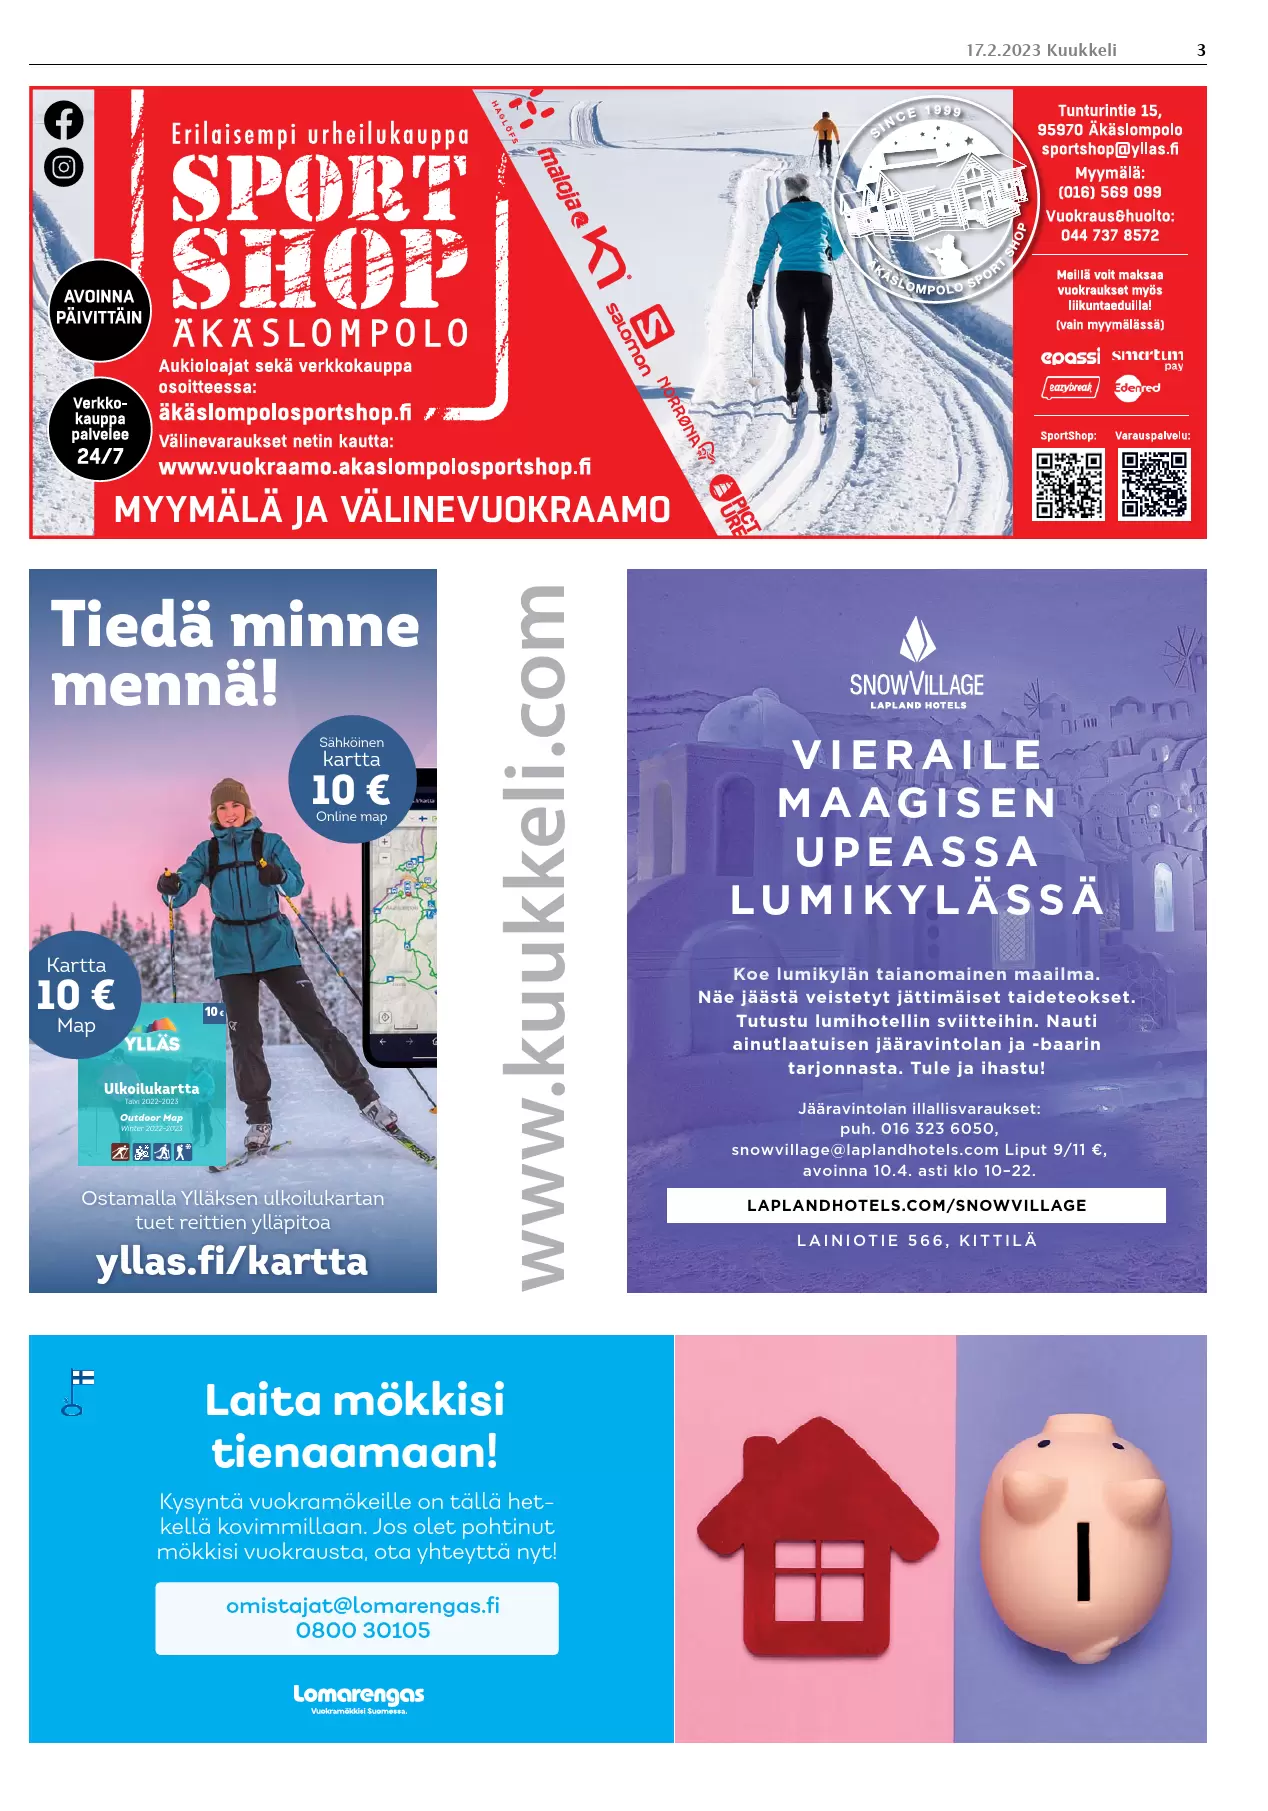 17.2.2023 Kuukkeli 3
Erilaisempi urheilukauppa
SPORT
SHOP
ÄKÄSLOMPOLO
AVOINNA
PÄIVITTÄIN
Verkko-
kauppa
palvelee
24/7
Aukioloajat sekä verkkokauppa
osoitteessa:
äkäslompolosportshop.fi
Välinevaraukset netin kautta:
www.vuokraamo.akaslompolosportshop.fi
MYYMÄLÄ JA VÄLINEVUOKRAAMO
HAGLÖFS
maloja
salomon
NORRØNA
PICT
URE
SINCE 1999
ÄKÄSLOMPOLO SPORT SHOP
Tunturintie 15,
95970 Äkäslompolo
sportshop@yllas.fi
Myymälä:
(016) 569 099
Vuokraus&huolto:
044 737 8572
Meillä voit maksaa
vuokraukset myös
liikuntaeduilla!
(vain myymälässä)
epassi smartum
pay
eazybreak Edenred
SportShop: Varauspalvelu:
Tiedä minne
mennä!
Sähköinen
kartta
10 €
Online map
Kartta
10 €
Map
10 €
YLLÄS
Ulkoilukartta
Talvi 2022-2023
Outdoor Map
Winter 2022-2023
Ostamalla Ylläksen ulkoilukartan
tuet reittien ylläpitoa
yllas.fi/kartta
www.kuukkeli.com
SNOWVILLAGE
LAPLAND HOTELS
VIERAILE
MAAGISEN
UPEASSA
LUMIKYLÄSSÄ
Koe lumikylän taianomainen maailma.
Näe jäästä veistetyt jättimäiset taideteokset.
Tutustu lumihotellin sviitteihin. Nauti
ainutlaatuisen jääravintolan ja -baarin
tarjonnasta. Tule ja ihastu!
Jääravintolan illallisvaraukset:
puh. 016 323 6050,
snowvillage@laplandhotels.com Liput 9/11 €,
avoinna 10.4. asti klo 10–22.
LAPLANDHOTELS.COM/SNOWVILLAGE
LAINIOTIE 566, KITTILÄ
Laita mökkisi
tienaamaan!
Kysyntä vuokramökeille on tällä het-
kellä kovimmillaan. Jos olet pohtinut
mökkisi vuokrausta, ota yhteyttä nyt!
omistajat@lomarengas.fi
0800 30105
Lomarengas
Vuokramökkisi Suomessa.